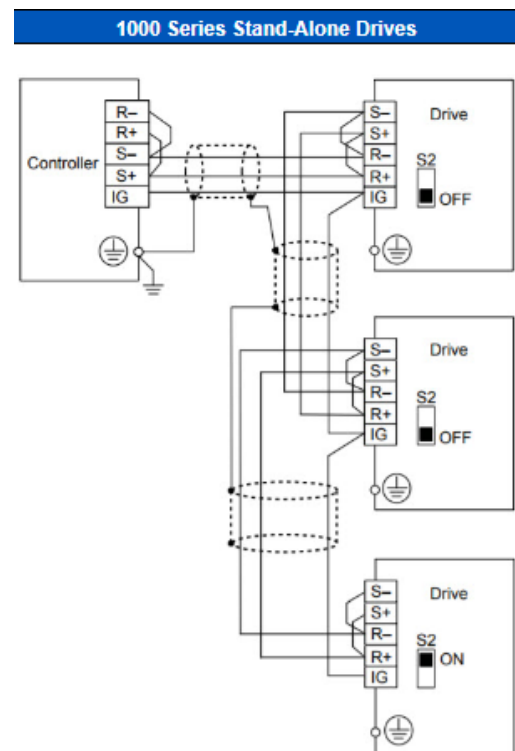 1000 Series Stand-Alone Drives
Controller
R–
R+
S–
S+
IG
S–
S+
R–
R+
IG
Drive
S2
OFF
S–
S+
R–
R+
IG
Drive
S2
OFF
S–
S+
R–
R+
IG
Drive
S2
ON